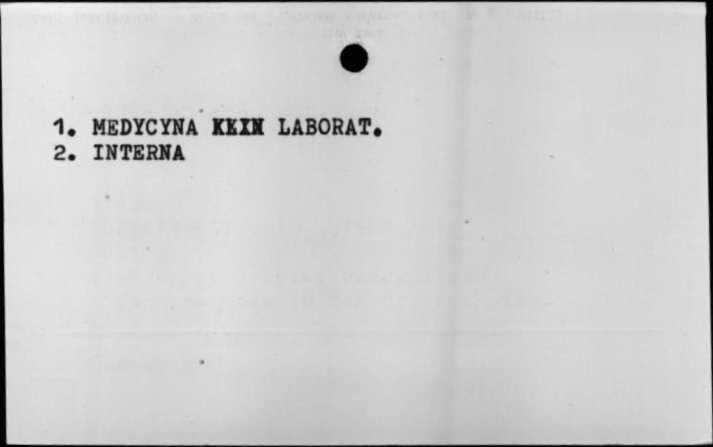 1. MEDYCYNA LABORAT.
2. INTERNA